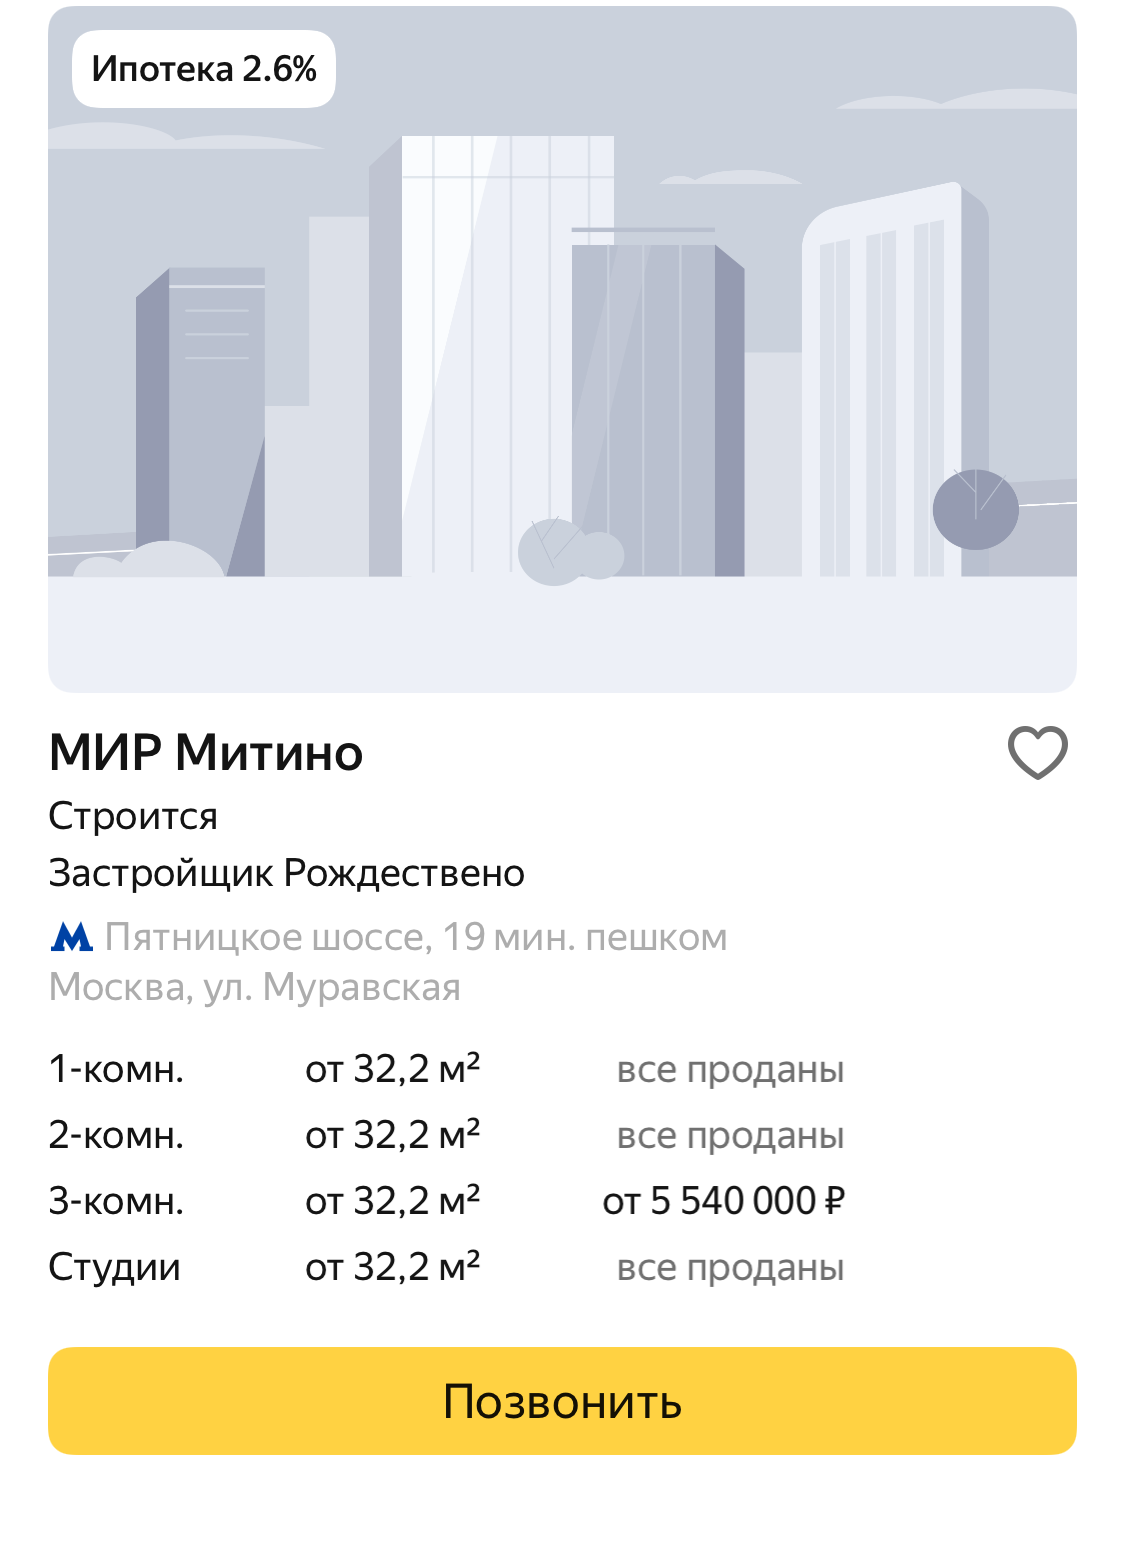 Ипотека 2.6%
МИР Митино
Строится
Застройщик Рождествено
Пятницкое шоссе, 19 мин. пешком
Москва, ул. Муравская
1-комн. от 32,2 м² все проданы
2-комн. от 32,2 м² все проданы
3-комн. от 32,2 м² от 5 540 000 ₽
Студии от 32,2 м² все проданы
Позвонить